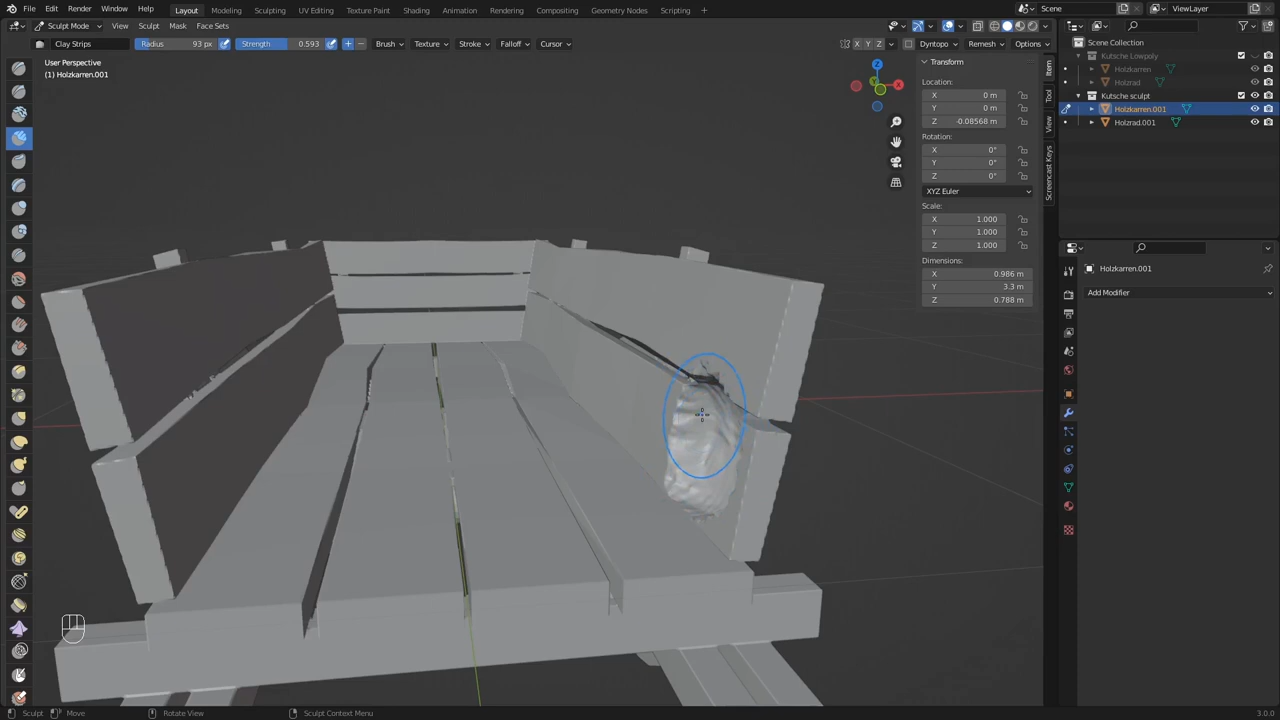 File Edit Render Window Help Layout Modeling Sculpting UV Editing Texture Paint Shading Animation Rendering Compositing Geometry Nodes Scripting + Scene ViewLayer
Sculpt Mode View Sculpt Mask Face Sets
Clay Strips Radius 93 px Strength 0.593 + − Brush Texture Stroke Falloff Cursor X Y Z Dyntopo Remesh Options
User Perspective
(1) Holzkarren.001
Z
X
Y
Transform
Location:
X 0 m
Y 0 m
Z -0.08568 m
Rotation:
X 0°
Y 0°
Z 0°
XYZ Euler
Scale:
X 1.000
Y 1.000
Z 1.000
Dimensions:
X 0.986 m
Y 3.3 m
Z 0.788 m
Item
Tool
View
Screencast Keys
Scene Collection
Kutsche Lowpoly
Holzkarren
Holzrad
Kutsche sculpt
Holzkarren.001
Holzrad.001
Holzkarren.001
Add Modifier
Sculpt Move Rotate View Sculpt Context Menu 3.0.0